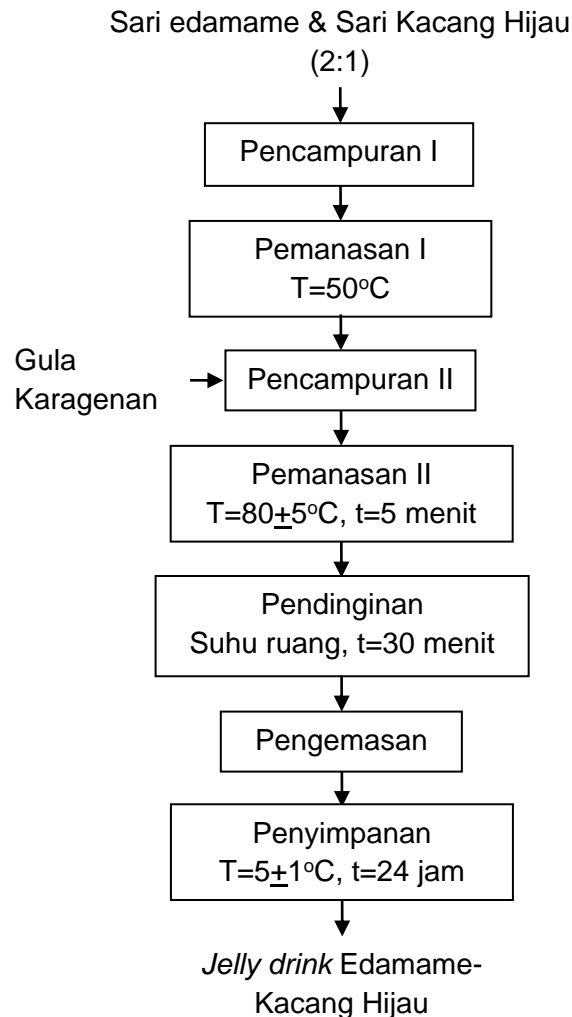 Sari edamame & Sari Kacang Hijau
(2:1)
Pencampuran I
Pemanasan I
T=50°C
Gula
Karagenan
Pencampuran II
Pemanasan II
T=80±5°C, t=5 menit
Pendinginan
Suhu ruang, t=30 menit
Pengemasan
Penyimpanan
T=5±1°C, t=24 jam
Jelly drink Edamame-
Kacang Hijau